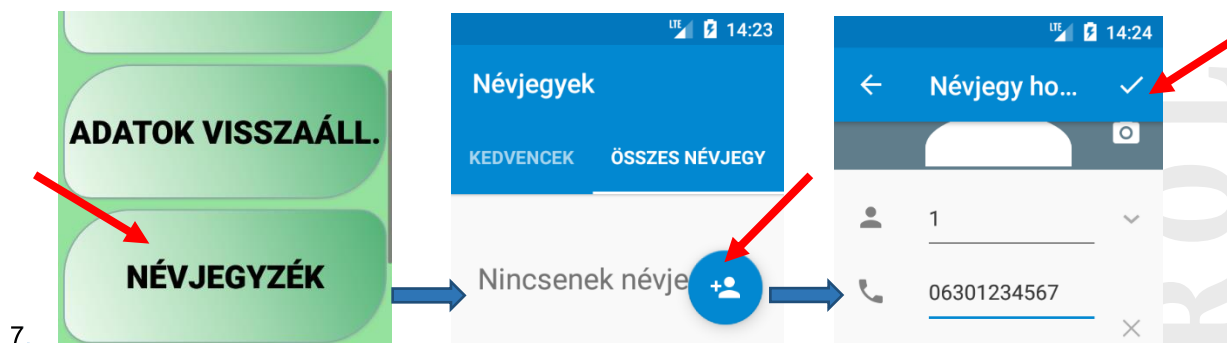 ADATOK VISSZAÁLL.
NÉVJEGYZÉK
LTE 14:23
Névjegyek
KEDVENCEK ÖSSZES NÉVJEGY
Nincsenek névje
LTE 14:24
Névjegy ho...
1
06301234567
7.
ROL